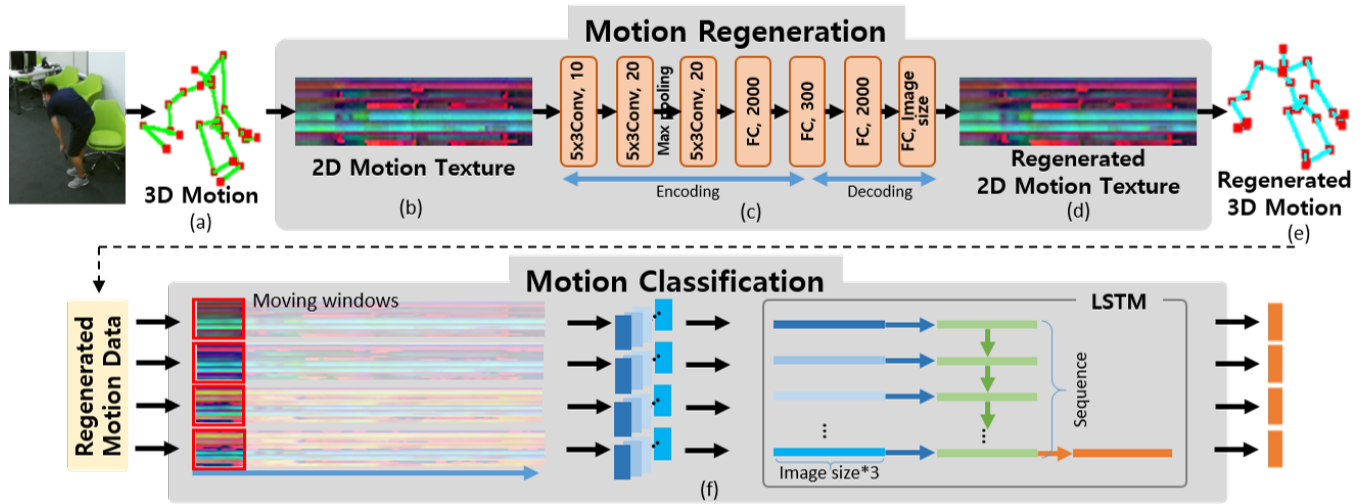 Motion Regeneration
3D Motion
(a)
2D Motion Texture
(b)
5x3Conv, 10
5x3Conv, 20
Max pooling
5x3Conv, 20
FC, 2000
FC, 300
FC, 2000
FC, Image
size
Encoding
Decoding
(c)
Regenerated
2D Motion Texture
(d)
Regenerated
3D Motion
(e)
Motion Classification
Regenerated
Motion Data
Moving windows
LSTM
Sequence
...
...
Image size*3
(f)